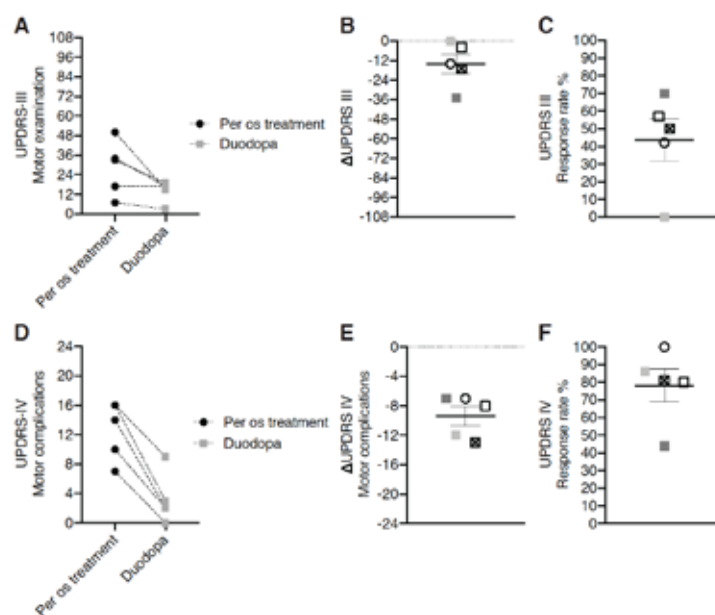 A
UPDRS-III
Motor examination
108
96
84
72
60
48
36
24
12
0
Per os treatment
Duodopa
Per os treatment
Duodopa
B
ΔUPDRS III
0
-12
-24
-36
-48
-60
-72
-84
-96
-108
C
UPDRS III
Response rate %
100
90
80
70
60
50
40
30
20
10
0
D
UPDRS-IV
Motor complications
24
20
16
12
8
4
0
Per os treatment
Duodopa
Per os treatment
Duodopa
E
ΔUPDRS IV
Motor complications
0
-4
-8
-12
-16
-20
-24
F
UPDRS IV
Response rate %
100
90
80
70
60
50
40
30
20
10
0